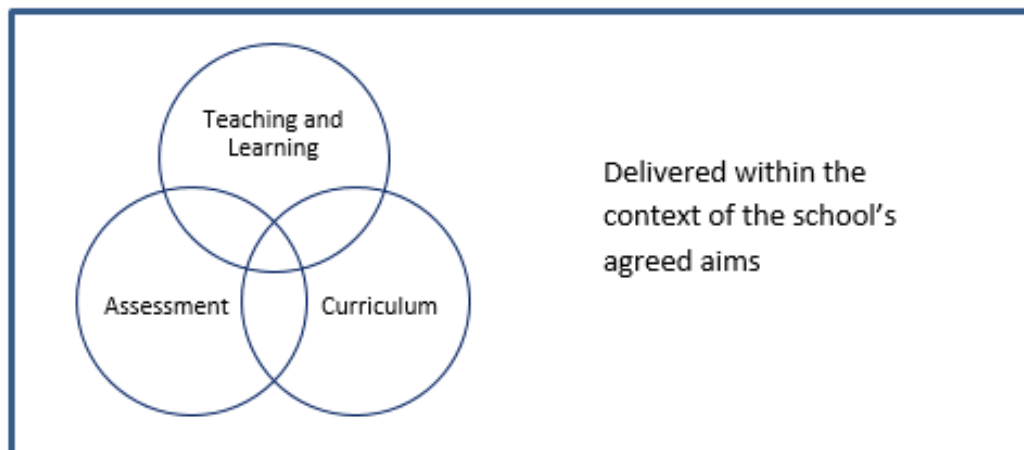 Teaching and
Learning
Assessment
Curriculum
Delivered within the
context of the school’s
agreed aims